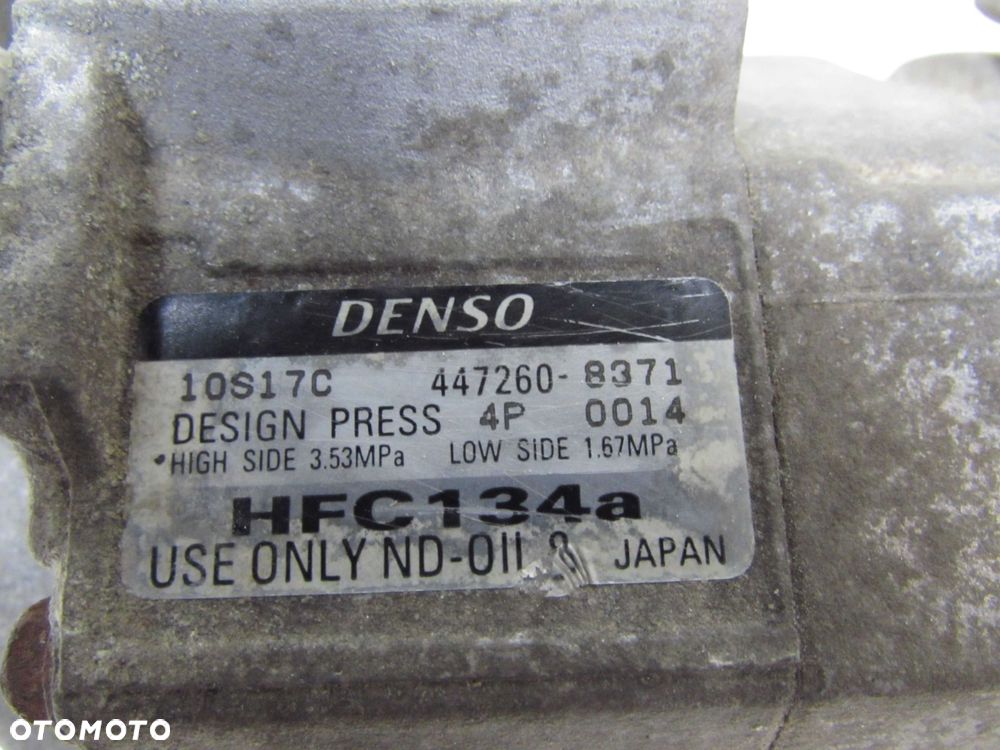 DENSO
10S17C 447260-8371
DESIGN PRESS 4P 0014
HIGH SIDE 3.53MPa LOW SIDE 1.67MPa
HFC134a
USE ONLY ND-OIl 8 JAPAN
OTOMOTO